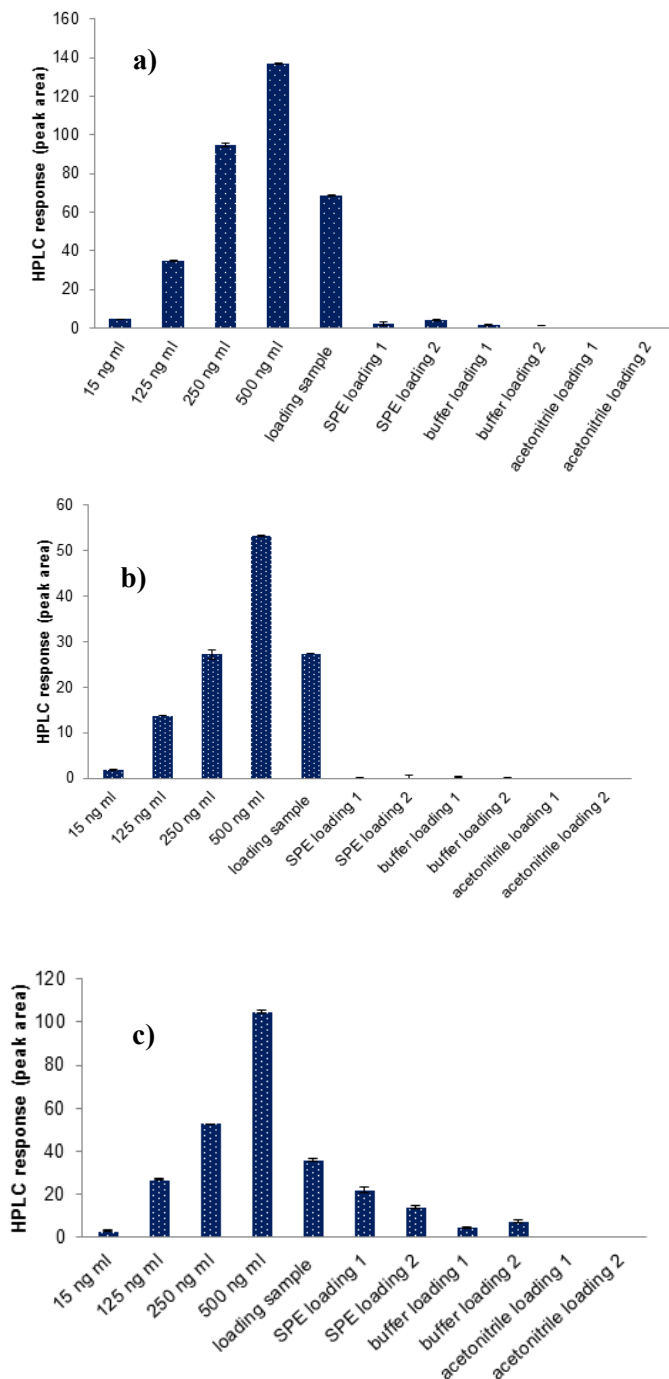 a)
HPLC response (peak area)
160
140
120
100
80
60
40
20
0
15 ng ml
125 ng ml
250 ng ml
500 ng ml
loading sample
SPE loading 1
SPE loading 2
buffer loading 1
buffer loading 2
acetonitrile loading 1
acetonitrile loading 2
b)
HPLC response (peak area)
60
50
40
30
20
10
0
15 ng ml
125 ng ml
250 ng ml
500 ng ml
loading sample
SPE loading 1
SPE loading 2
buffer loading 1
buffer loading 2
acetonitrile loading 1
acetonitrile loading 2
c)
HPLC response (peak area)
120
100
80
60
40
20
0
15 ng ml
125 ng ml
250 ng ml
500 ng ml
loading sample
SPE loading 1
SPE loading 2
buffer loading 1
buffer loading 2
acetonitrile loading 1
acetonitrile loading 2